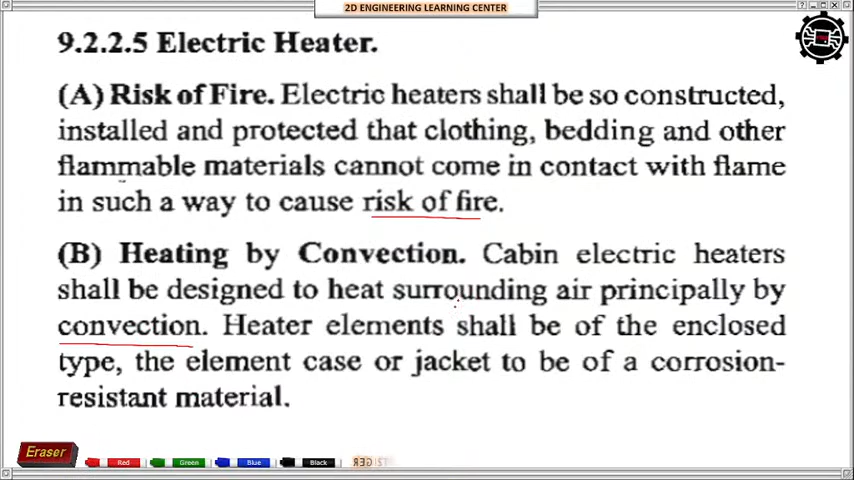 2D ENGINEERING LEARNING CENTER
9.2.2.5 Electric Heater.
(A) Risk of Fire. Electric heaters shall be so constructed,
installed and protected that clothing, bedding and other
flammable materials cannot come in contact with flame
in such a way to cause risk of fire.
(B) Heating by Convection. Cabin electric heaters
shall be designed to heat surrounding air principally by
convection. Heater elements shall be of the enclosed
type, the element case or jacket to be of a corrosion-
resistant material.
Eraser Red Green Blue Black